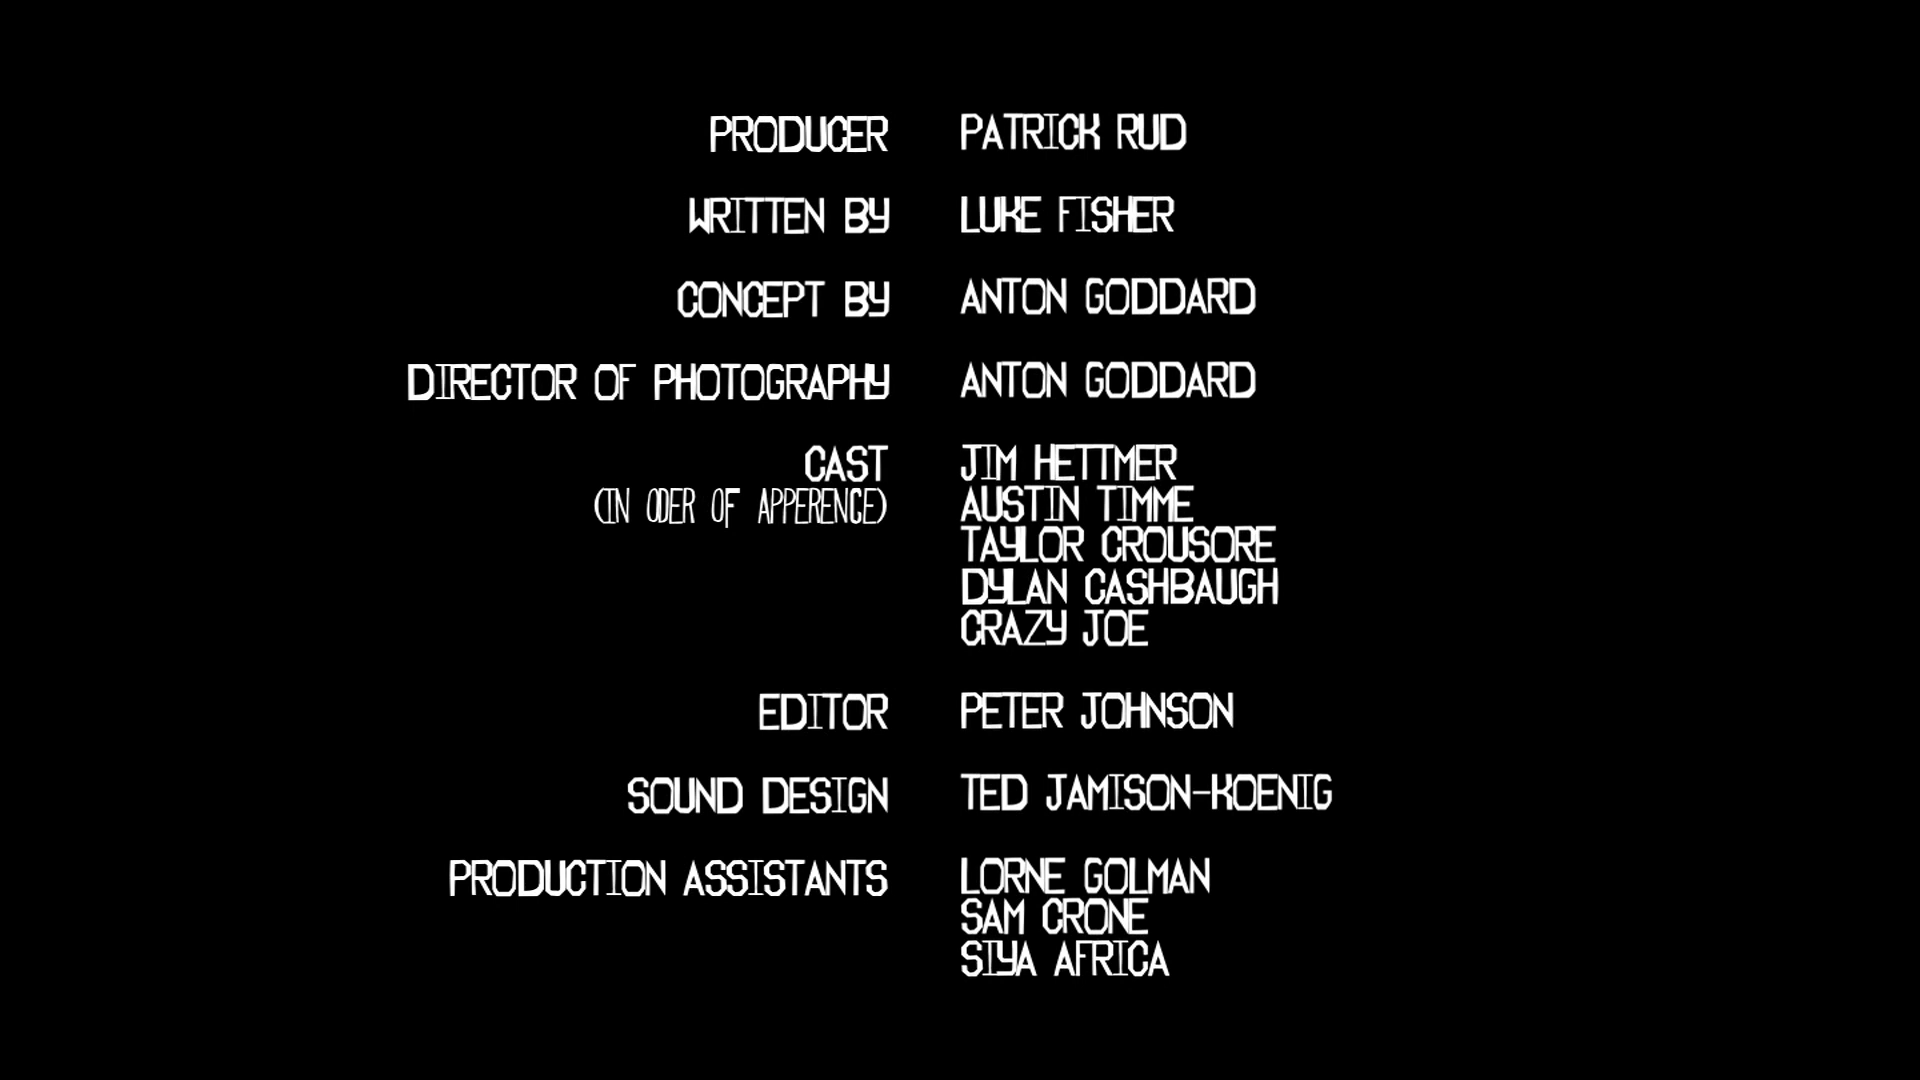 PRODUCER PATRICK RUD
WRITTEN BY LUKE FISHER
CONCEPT BY ANTON GODDARD
DIRECTOR OF PHOTOGRAPHY ANTON GODDARD
CAST JIM HETTMER
(IN ODER OF APPERENCE) AUSTIN TIMME
TAYLOR CROUSORE
DYLAN CASHBAUGH
CRAZY JOE
EDITOR PETER JOHNSON
SOUND DESIGN TED JAMISON-KOENIG
PRODUCTION ASSISTANTS LORNE GOLMAN
SAM CRONE
SIYA AFRICA